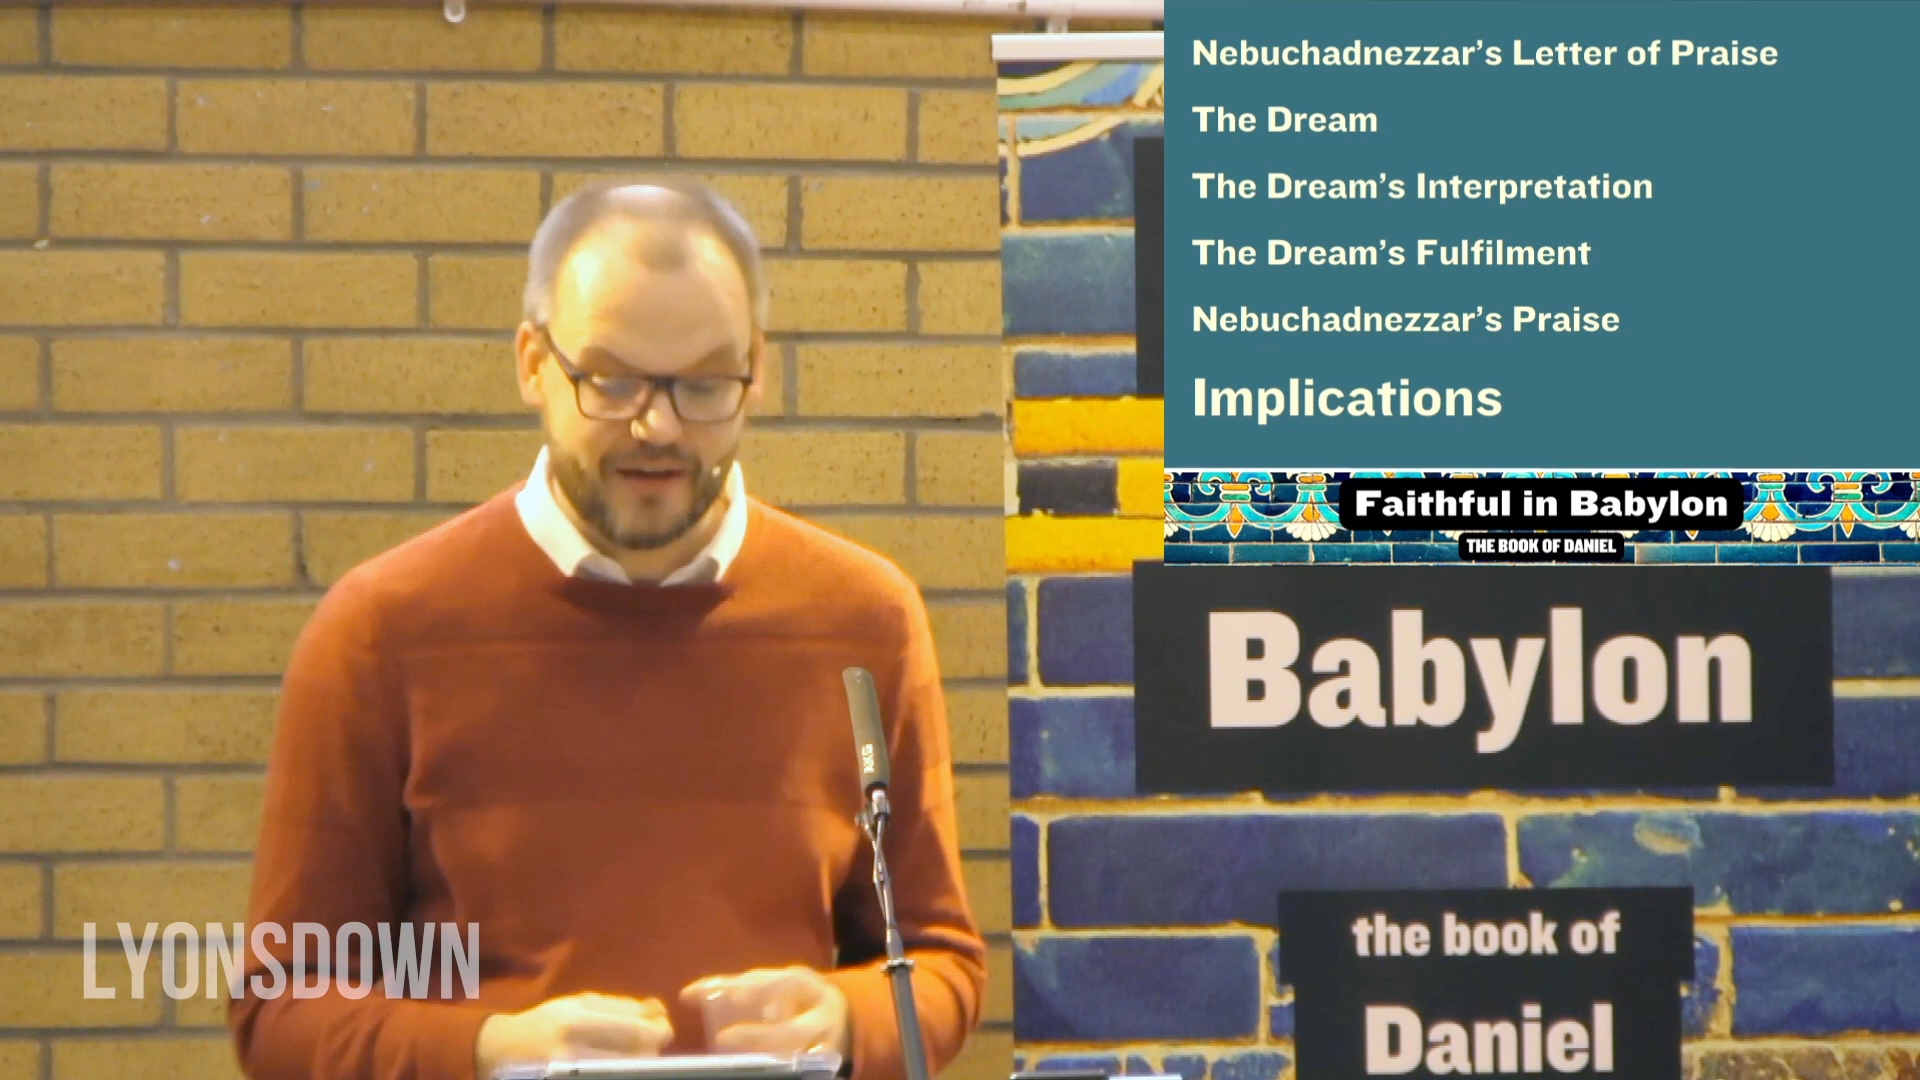 Nebuchadnezzar’s Letter of Praise
The Dream
The Dream’s Interpretation
The Dream’s Fulfilment
Nebuchadnezzar’s Praise
Implications
Faithful in Babylon
THE BOOK OF DANIEL
Babylon
the book of
Daniel
LYONSDOWN